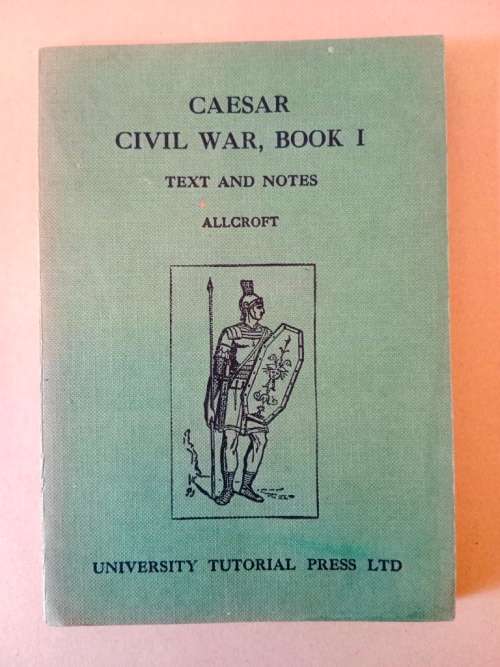 CAESAR
CIVIL WAR, BOOK I
TEXT AND NOTES
ALLCROFT
UNIVERSITY TUTORIAL PRESS LTD